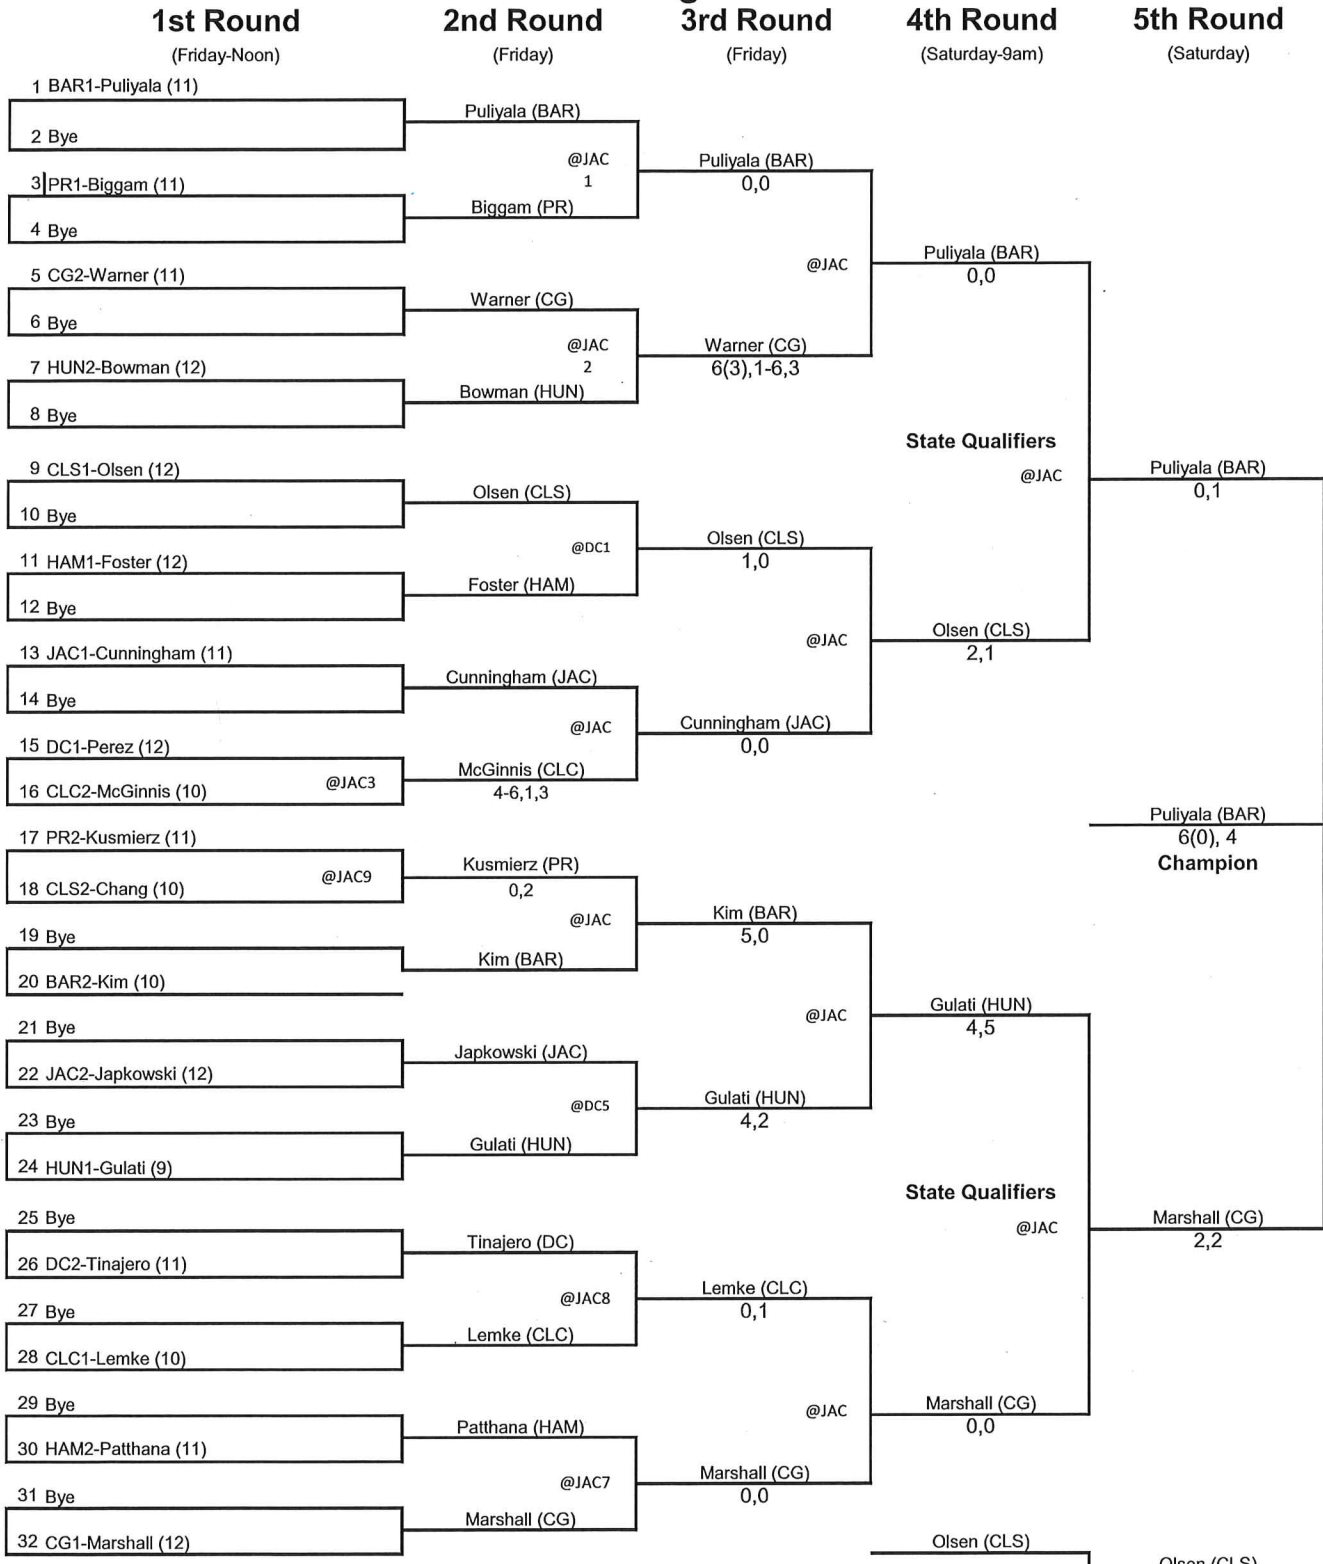 1st Round
2nd Round
3rd Round
4th Round
5th Round
(Friday-Noon)
(Friday)
(Friday)
(Saturday-9am)
(Saturday)
1 BAR1-Puliyala (11)
2 Bye
3 PR1-Biggam (11)
4 Bye
5 CG2-Warner (11)
6 Bye
7 HUN2-Bowman (12)
8 Bye
9 CLS1-Olsen (12)
10 Bye
11 HAM1-Foster (12)
12 Bye
13 JAC1-Cunningham (11)
14 Bye
15 DC1-Perez (12)
@JAC3
16 CLC2-McGinnis (10)
17 PR2-Kusmierz (11)
@JAC9
18 CLS2-Chang (10)
19 Bye
20 BAR2-Kim (10)
21 Bye
22 JAC2-Japkowski (12)
23 Bye
24 HUN1-Gulati (9)
25 Bye
26 DC2-Tinajero (11)
27 Bye
28 CLC1-Lemke (10)
29 Bye
30 HAM2-Patthana (11)
31 Bye
32 CG1-Marshall (12)
Puliyala (BAR)
@JAC
1
Biggam (PR)
Warner (CG)
@JAC
2
Bowman (HUN)
Olsen (CLS)
@DC1
Foster (HAM)
Cunningham (JAC)
@JAC
McGinnis (CLC)
4-6,1,3
Kusmierz (PR)
0,2
@JAC
Kim (BAR)
Japkowski (JAC)
@DC5
Gulati (HUN)
Tinajero (DC)
@JAC8
Lemke (CLC)
Patthana (HAM)
@JAC7
Marshall (CG)
Puliyala (BAR)
0,0
@JAC
Warner (CG)
6(3),1-6,3
Olsen (CLS)
1,0
@JAC
Cunningham (JAC)
0,0
Kim (BAR)
5,0
@JAC
Gulati (HUN)
4,2
Lemke (CLC)
0,1
@JAC
Marshall (CG)
0,0
Puliyala (BAR)
0,0
State Qualifiers
@JAC
Olsen (CLS)
2,1
Gulati (HUN)
4,5
State Qualifiers
@JAC
Marshall (CG)
0,0
Olsen (CLS)
Puliyala (BAR)
0,1
Puliyala (BAR)
6(0), 4
Champion
Marshall (CG)
2,2
Olsen (CLS)